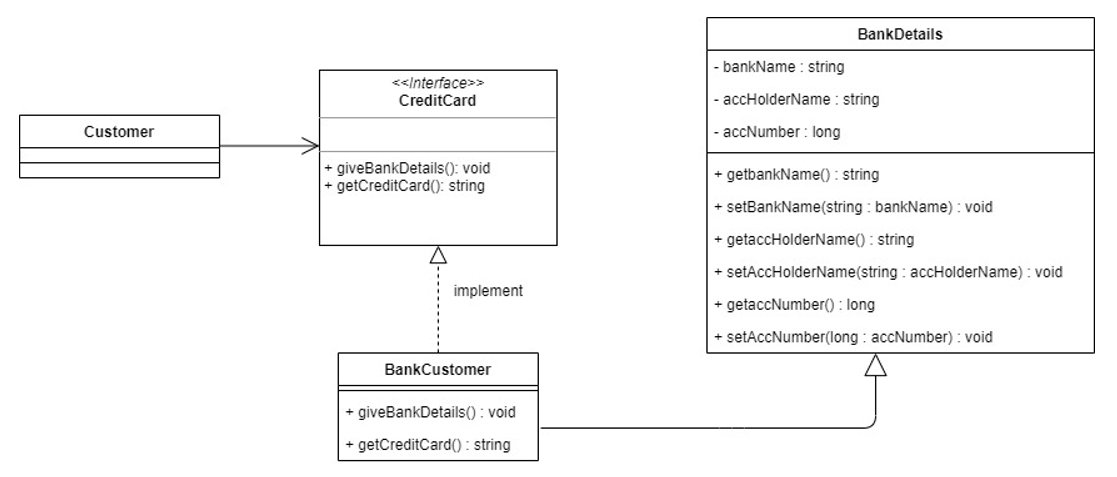 Customer
<<Interface>>
CreditCard
+ giveBankDetails(): void
+ getCreditCard(): string
implement
BankCustomer
+ giveBankDetails() : void
+ getCreditCard() : string
BankDetails
- bankName : string
- accHolderName : string
- accNumber : long
+ getbankName() : string
+ setBankName(string : bankName) : void
+ getaccHolderName() : string
+ setAccHolderName(string : accHolderName) : void
+ getaccNumber() : long
+ setAccNumber(long : accNumber) : void